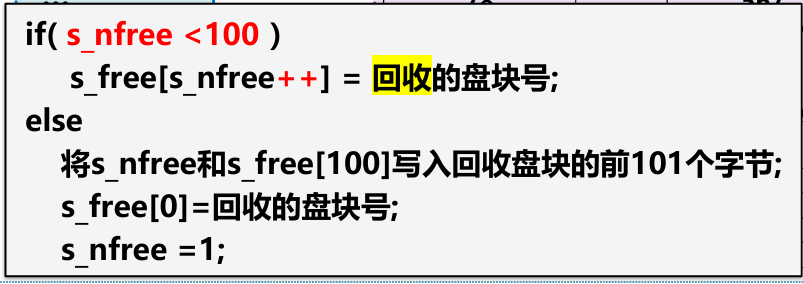 if( s_nfree <100 )
s_free[s_nfree++] = 回收的盘块号;
else
将s_nfree和s_free[100]写入回收盘块的前101个字节;
s_free[0]=回收的盘块号;
s_nfree =1;